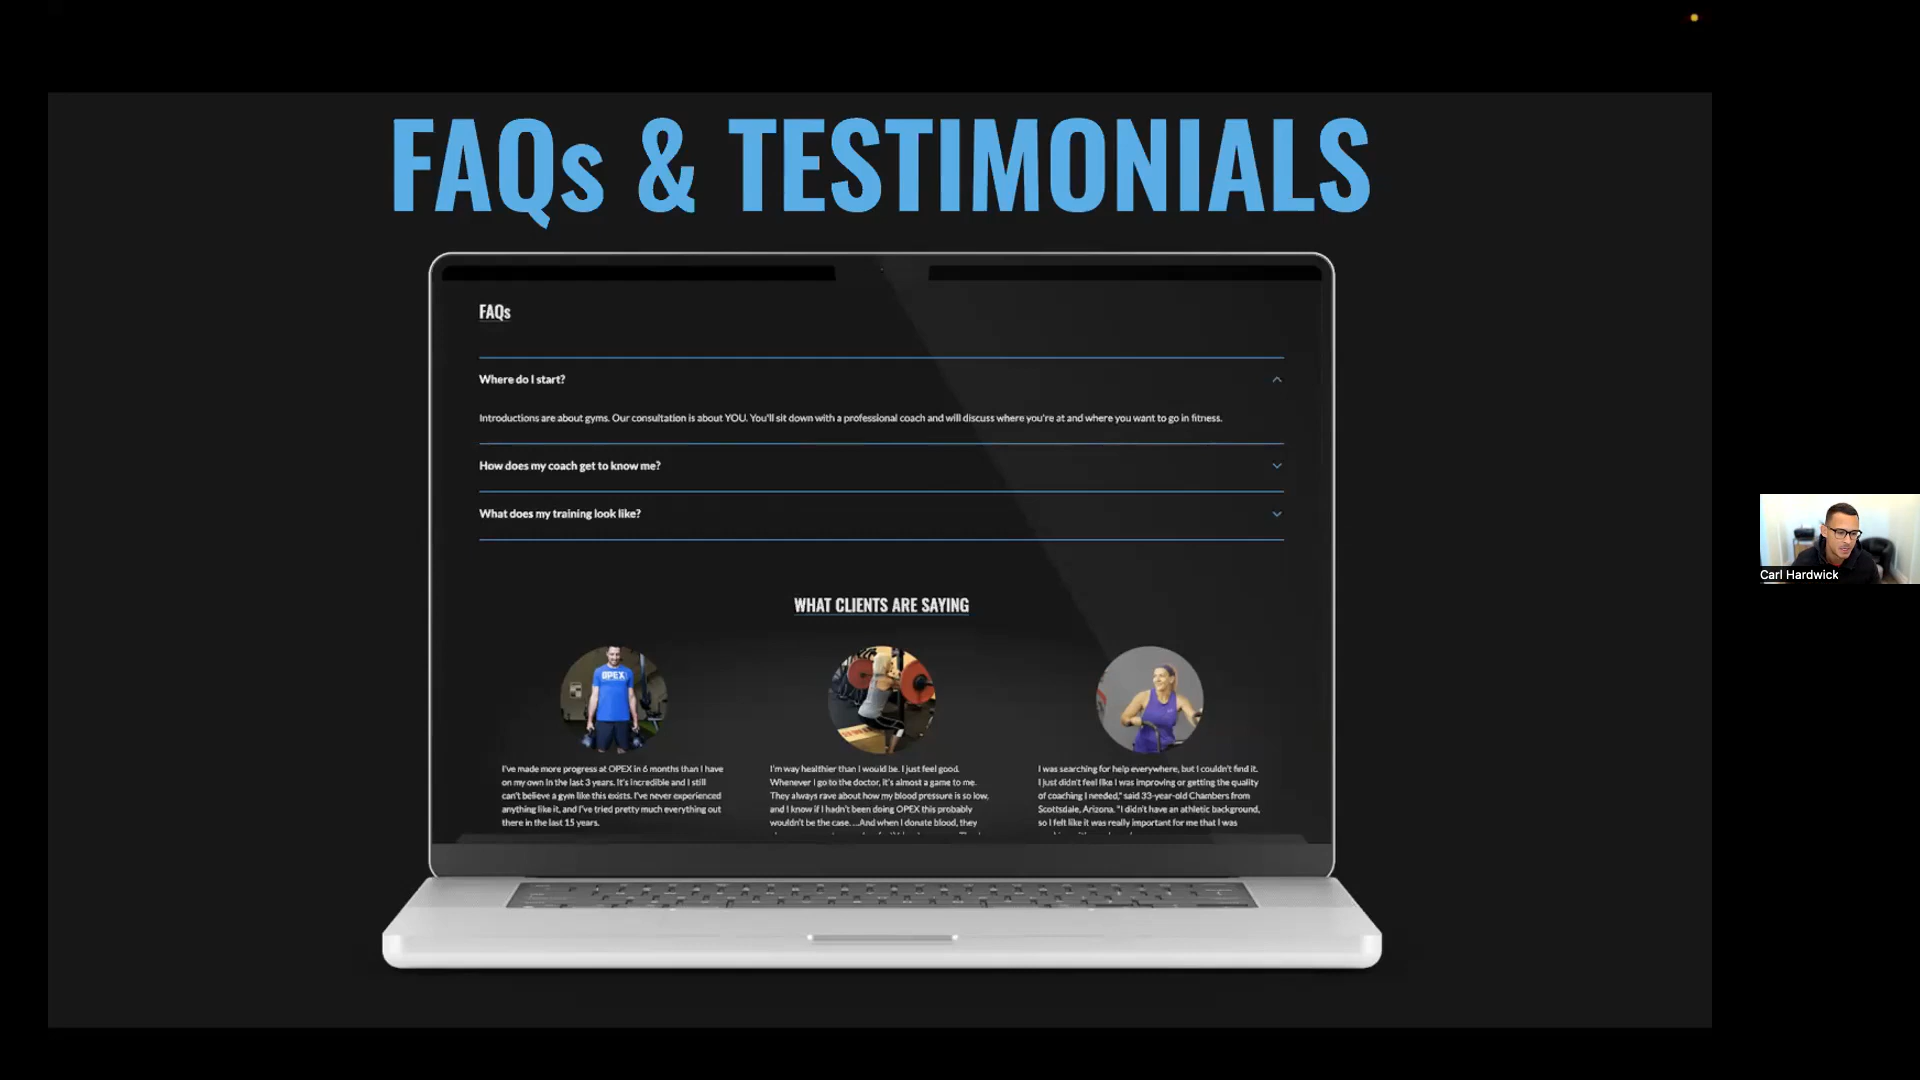 FAQs & TESTIMONIALS
FAQs
Where do I start?
Introductions are about gyms. Our consultation is about YOU. You'll sit down with a professional coach and will discuss where you're at and where you want to go in fitness.
How does my coach get to know me?
What does my training look like?
WHAT CLIENTS ARE SAYING
OPEX
I've made more progress at OPEX in 6 months than I have
on my own in the last 3 years. It's incredible and I still
can't believe a gym like this exists. I've never experienced
anything like it, and I've tried pretty much everything out
there in the last 15 years.
I'm way healthier than I would be. I just feel good.
Whenever I go to the doctor, it's almost a game to me.
They always rave about how my blood pressure is so low,
and I know if I hadn't been doing OPEX this probably
wouldn't be the case....And when I donate blood, they
I was searching for help everywhere, but I couldn't find it.
I just didn't feel like I was improving or getting the quality
of coaching I needed," said 33-year-old Chambers from
Scottsdale, Arizona. "I didn't have an athletic background,
so I felt like it was really important for me that I was
Carl Hardwick